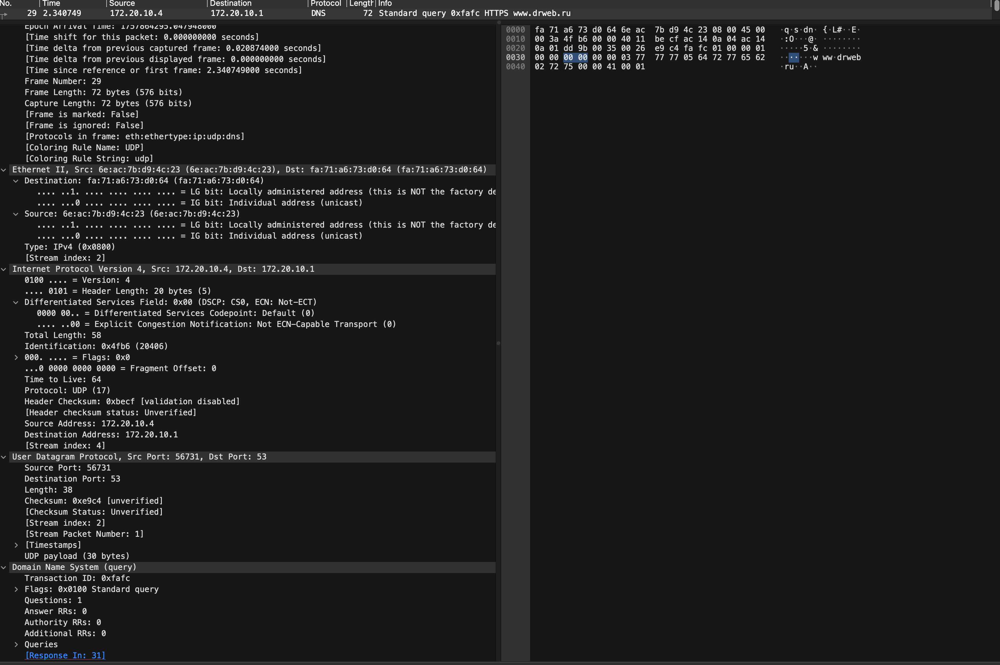 No. Time Source Destination Protocol Length Info
29 2.340749 172.20.10.4 172.20.10.1 DNS 72 Standard query 0xfafc HTTPS www.drweb.ru
Epoch Arrival Time: 1757864295.047948000
[Time shift for this packet: 0.000000000 seconds]
[Time delta from previous captured frame: 0.020874000 seconds]
[Time delta from previous displayed frame: 0.000000000 seconds]
[Time since reference or first frame: 2.340749000 seconds]
Frame Number: 29
Frame Length: 72 bytes (576 bits)
Capture Length: 72 bytes (576 bits)
[Frame is marked: False]
[Frame is ignored: False]
[Protocols in frame: eth:ethertype:ip:udp:dns]
[Coloring Rule Name: UDP]
[Coloring Rule String: udp]
Ethernet II, Src: 6e:ac:7b:d9:4c:23 (6e:ac:7b:d9:4c:23), Dst: fa:71:a6:73:d0:64 (fa:71:a6:73:d0:64)
Destination: fa:71:a6:73:d0:64 (fa:71:a6:73:d0:64)
.... ..1. .... .... .... .... = LG bit: Locally administered address (this is NOT the factory de
.... ...0 .... .... .... .... = IG bit: Individual address (unicast)
Source: 6e:ac:7b:d9:4c:23 (6e:ac:7b:d9:4c:23)
.... ..1. .... .... .... .... = LG bit: Locally administered address (this is NOT the factory de
.... ...0 .... .... .... .... = IG bit: Individual address (unicast)
Type: IPv4 (0x0800)
[Stream index: 2]
Internet Protocol Version 4, Src: 172.20.10.4, Dst: 172.20.10.1
0100 .... = Version: 4
.... 0101 = Header Length: 20 bytes (5)
Differentiated Services Field: 0x00 (DSCP: CS0, ECN: Not-ECT)
0000 00.. = Differentiated Services Codepoint: Default (0)
.... ..00 = Explicit Congestion Notification: Not ECN-Capable Transport (0)
Total Length: 58
Identification: 0x4fb6 (20406)
000. .... = Flags: 0x0
...0 0000 0000 0000 = Fragment Offset: 0
Time to Live: 64
Protocol: UDP (17)
Header Checksum: 0xbecf [validation disabled]
[Header checksum status: Unverified]
Source Address: 172.20.10.4
Destination Address: 172.20.10.1
[Stream index: 4]
User Datagram Protocol, Src Port: 56731, Dst Port: 53
Source Port: 56731
Destination Port: 53
Length: 38
Checksum: 0xe9c4 [unverified]
[Checksum Status: Unverified]
[Stream index: 2]
[Stream Packet Number: 1]
[Timestamps]
UDP payload (30 bytes)
Domain Name System (query)
Transaction ID: 0xfafc
Flags: 0x0100 Standard query
Questions: 1
Answer RRs: 0
Authority RRs: 0
Additional RRs: 0
Queries
[Response In: 31]
0000 fa 71 a6 73 d0 64 6e ac 7b d9 4c 23 08 00 45 00 ·q·s·dn· {·L#··E·
0010 00 3a 4f b6 00 00 40 11 be cf ac 14 0a 04 ac 14 ·:O···@· ········
0020 0a 01 dd 9b 00 35 00 26 e9 c4 fa fc 01 00 00 01 ·····5·& ········
0030 00 00 00 00 00 00 03 77 77 77 05 64 72 77 65 62 ·······w ww·drweb
0040 02 72 75 00 00 41 00 01 ·ru··A··